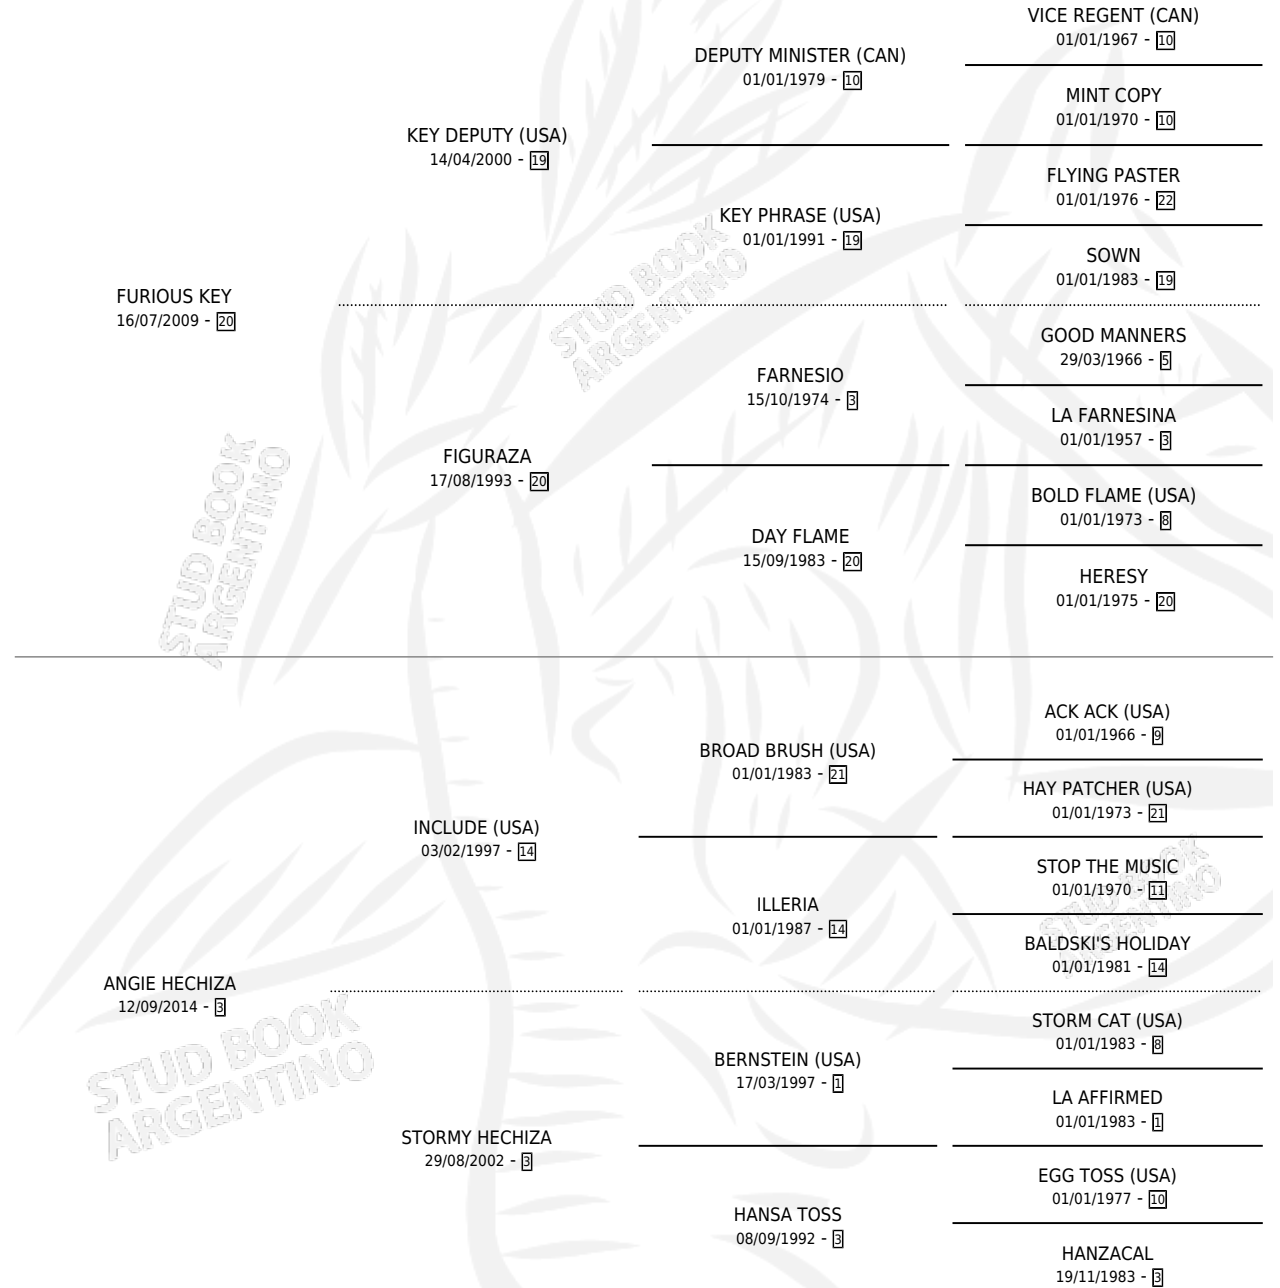 VICE REGENT (CAN)
01/01/1967 - 10
DEPUTY MINISTER (CAN)
01/01/1979 - 10
MINT COPY
01/01/1970 - 10
KEY DEPUTY (USA)
14/04/2000 - 19
FLYING PASTER
01/01/1976 - 22
KEY PHRASE (USA)
01/01/1991 - 19
SOWN
01/01/1983 - 19
FURIOUS KEY
16/07/2009 - 20
GOOD MANNERS
29/03/1966 - 5
FARNESIO
15/10/1974 - 3
LA FARNESINA
01/01/1957 - 3
FIGURAZA
17/08/1993 - 20
BOLD FLAME (USA)
01/01/1973 - 8
DAY FLAME
15/09/1983 - 20
HERESY
01/01/1975 - 20
ACK ACK (USA)
01/01/1966 - 9
BROAD BRUSH (USA)
01/01/1983 - 21
HAY PATCHER (USA)
01/01/1973 - 21
INCLUDE (USA)
03/02/1997 - 14
STOP THE MUSIC
01/01/1970 - 11
ILLERIA
01/01/1987 - 14
BALDSKI'S HOLIDAY
01/01/1981 - 14
ANGIE HECHIZA
12/09/2014 - 3
STORM CAT (USA)
01/01/1983 - 8
BERNSTEIN (USA)
17/03/1997 - 1
LA AFFIRMED
01/01/1983 - 1
STORMY HECHIZA
29/08/2002 - 3
EGG TOSS (USA)
01/01/1977 - 10
HANSA TOSS
08/09/1992 - 3
HANZACAL
19/11/1983 - 3
STUD BOOK
ARGENTINO
STUD BOOK
ARGENTINO
STUD BOOK
ARGENTINO
STUD BOOK
ARGENTINO